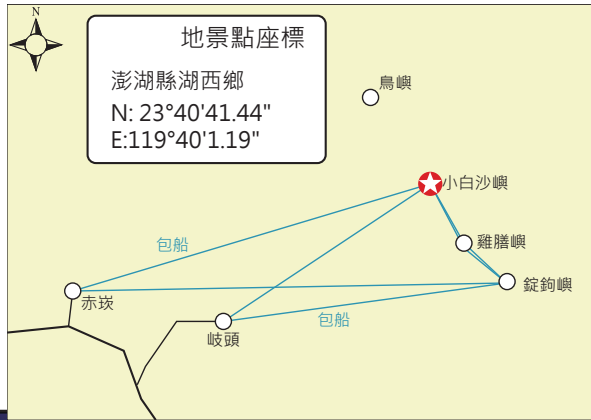 N
地景點座標
澎湖縣湖西鄉
N: 23°40'41.44"
E:119°40'1.19"
鳥嶼
小白沙嶼
雞膳嶼
包船
錠鉤嶼
赤崁
包船
岐頭